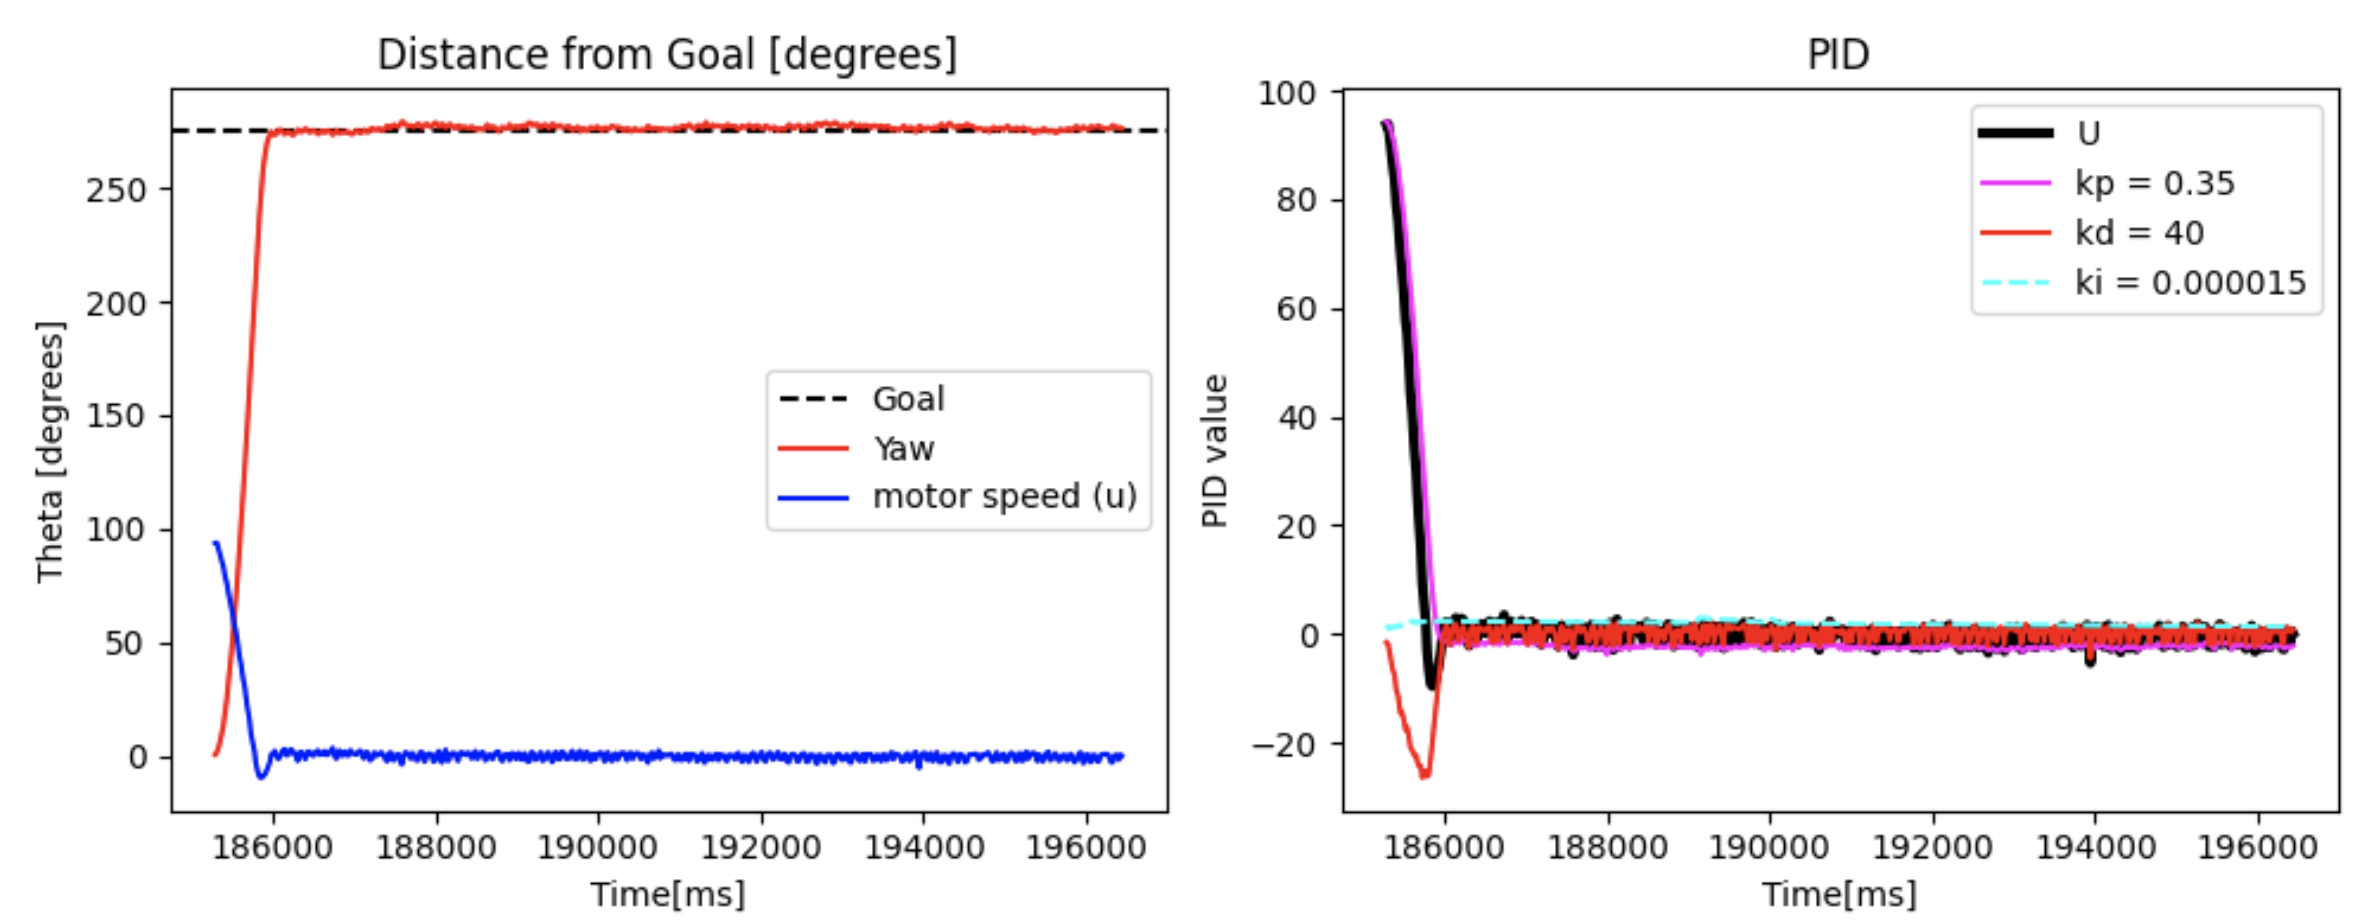 Distance from Goal [degrees]
Theta [degrees]
250
200
150
100
50
0
Goal
Yaw
motor speed (u)
186000 188000 190000 192000 194000 196000
Time[ms]
PID
PID value
100
80
60
40
20
0
−20
U
kp = 0.35
kd = 40
ki = 0.000015
186000 188000 190000 192000 194000 196000
Time[ms]